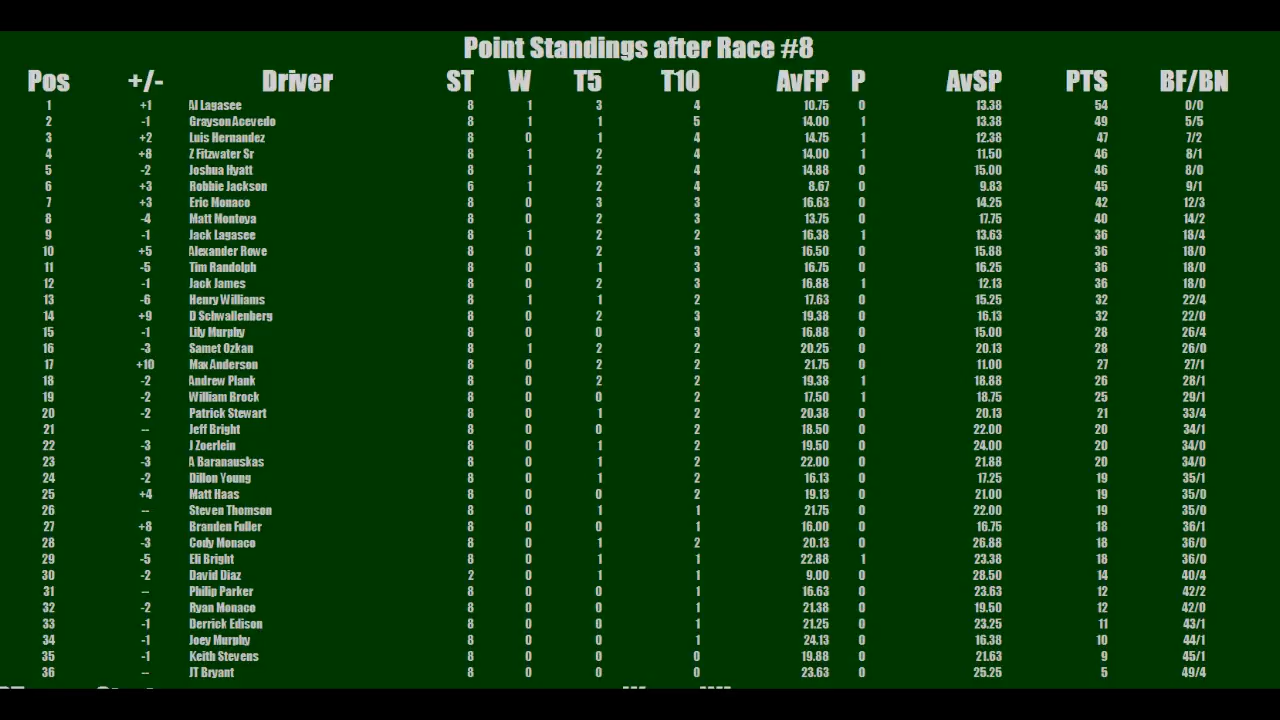 Point Standings after Race #8
Pos +/- Driver ST W T5 T10 AvFP P AvSP PTS BF/BN
1 +1 Al Lagasee 8 1 3 4 10.75 0 13.38 54 0/0
2 -1 Grayson Acevedo 8 1 1 5 14.00 1 13.38 49 5/5
3 +2 Luis Hernandez 8 0 1 4 14.75 1 12.38 47 7/2
4 +8 Z Fitzwater Sr 8 1 2 4 14.00 1 11.50 46 8/1
5 -2 Joshua Hyatt 8 1 2 4 14.88 0 15.00 46 8/0
6 +3 Robbie Jackson 6 1 2 4 8.67 0 9.83 45 9/1
7 +3 Eric Monaco 8 0 3 3 16.63 0 14.25 42 12/3
8 -4 Matt Montoya 8 0 2 3 13.75 0 17.75 40 14/2
9 -1 Jack Lagasee 8 1 2 2 16.38 1 13.63 36 18/4
10 +5 Alexander Rowe 8 0 2 3 16.50 0 15.88 36 18/0
11 -5 Tim Randolph 8 0 1 3 16.75 0 16.25 36 18/0
12 -1 Jack James 8 0 2 3 16.88 1 12.13 36 18/0
13 -6 Henry Williams 8 1 1 2 17.63 0 15.25 32 22/4
14 +9 D Schwallenberg 8 0 2 3 19.38 0 16.13 32 22/0
15 -1 Lily Murphy 8 0 0 3 16.88 0 15.00 28 26/4
16 -3 Samet Ozkan 8 1 2 2 20.25 0 20.13 28 26/0
17 +10 Max Anderson 8 0 2 2 21.75 0 11.00 27 27/1
18 -2 Andrew Plank 8 0 2 2 19.38 1 18.88 26 28/1
19 -2 William Brock 8 0 0 2 17.50 1 18.75 25 29/1
20 -2 Patrick Stewart 8 0 1 2 20.38 0 20.13 21 33/4
21 -- Jeff Bright 8 0 0 2 18.50 0 22.00 20 34/1
22 -3 J Zoerlein 8 0 1 2 19.50 0 24.00 20 34/0
23 -3 A Baranauskas 8 0 1 2 22.00 0 21.88 20 34/0
24 -2 Dillon Young 8 0 1 2 16.13 0 17.25 19 35/1
25 +4 Matt Haas 8 0 0 2 19.13 0 21.00 19 35/0
26 -- Steven Thomson 8 0 1 1 21.75 0 22.00 19 35/0
27 +8 Branden Fuller 8 0 0 1 16.00 0 16.75 18 36/1
28 -3 Cody Monaco 8 0 1 2 20.13 0 26.88 18 36/0
29 -5 Eli Bright 8 0 1 1 22.88 1 23.38 18 36/0
30 -2 David Diaz 2 0 1 1 9.00 0 28.50 14 40/4
31 -- Philip Parker 8 0 0 1 16.63 0 23.63 12 42/2
32 -2 Ryan Monaco 8 0 0 1 21.38 0 19.50 12 42/0
33 -1 Derrick Edison 8 0 0 1 21.25 0 23.25 11 43/1
34 -1 Joey Murphy 8 0 0 1 24.13 0 16.38 10 44/1
35 -1 Keith Stevens 8 0 0 0 19.88 0 21.63 9 45/1
36 -- JT Bryant 8 0 0 0 23.63 0 25.25 5 49/4